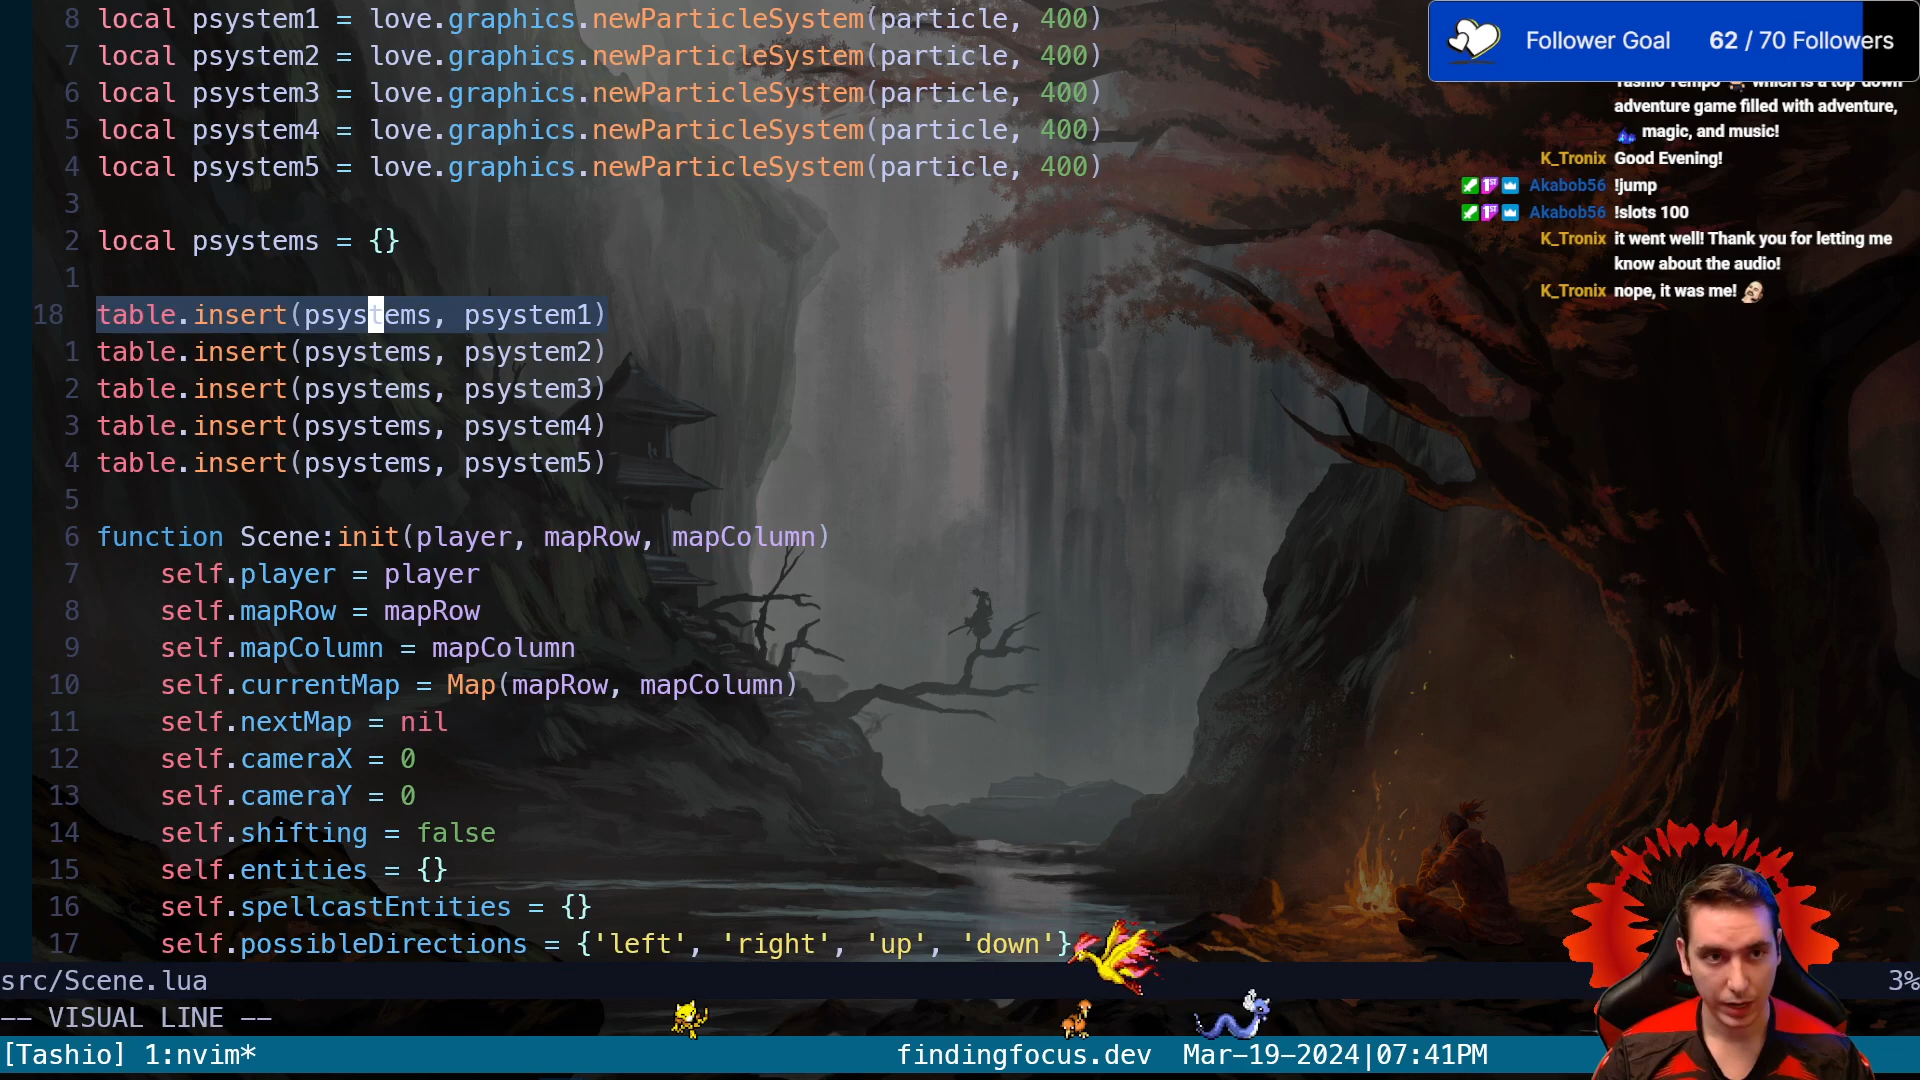 8 local psystem1 = love.graphics.newParticleSystem(particle, 400)
7 local psystem2 = love.graphics.newParticleSystem(particle, 400)
6 local psystem3 = love.graphics.newParticleSystem(particle, 400)
5 local psystem4 = love.graphics.newParticleSystem(particle, 400)
4 local psystem5 = love.graphics.newParticleSystem(particle, 400)
3
2 local psystems = {}
1
18 table.insert(psystems, psystem1)
1 table.insert(psystems, psystem2)
2 table.insert(psystems, psystem3)
3 table.insert(psystems, psystem4)
4 table.insert(psystems, psystem5)
5
6 function Scene:init(player, mapRow, mapColumn)
7 self.player = player
8 self.mapRow = mapRow
9 self.mapColumn = mapColumn
10 self.currentMap = Map(mapRow, mapColumn)
11 self.nextMap = nil
12 self.cameraX = 0
13 self.cameraY = 0
14 self.shifting = false
15 self.entities = {}
16 self.spellcastEntities = {}
17 self.possibleDirections = {'left', 'right', 'up', 'down'}
src/Scene.lua 3%
-- VISUAL LINE --
[Tashio] 1:nvim* findingfocus.dev Mar-19-2024|07:41PM
Follower Goal 62 / 70 Followers
Tashio Tempo which is a top down
adventure game filled with adventure,
magic, and music!
K_Tronix Good Evening!
Akabob56 !jump
Akabob56 !slots 100
K_Tronix it went well! Thank you for letting me
know about the audio!
K_Tronix nope, it was me!